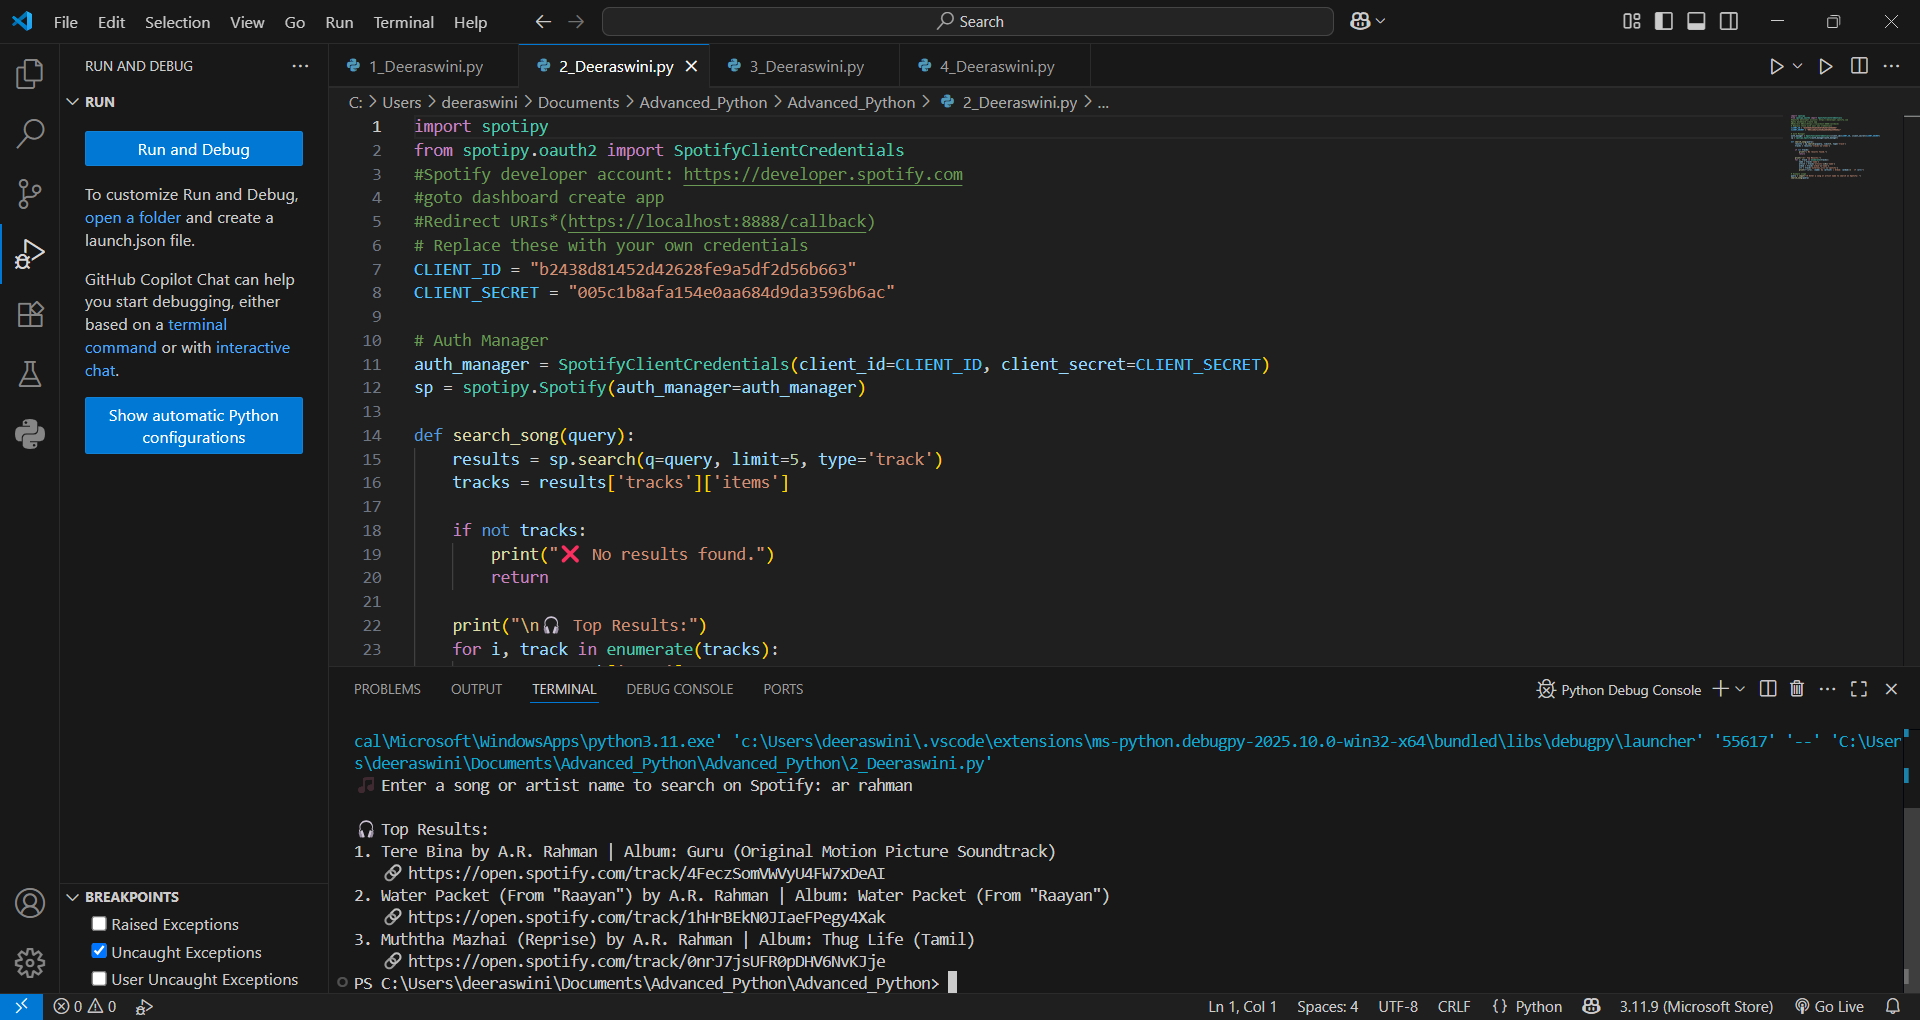 File Edit Selection View Go Run Terminal Help
Search
RUN AND DEBUG
RUN
Run and Debug
To customize Run and Debug,
open a folder and create a
launch.json file.
GitHub Copilot Chat can help
you start debugging, either
based on a terminal
command or with interactive
chat.
Show automatic Python
configurations
BREAKPOINTS
Raised Exceptions
Uncaught Exceptions
User Uncaught Exceptions
1_Deeraswini.py 2_Deeraswini.py 3_Deeraswini.py 4_Deeraswini.py
C: > Users > deeraswini > Documents > Advanced_Python > Advanced_Python > 2_Deeraswini.py > ...
1 import spotipy
2 from spotipy.oauth2 import SpotifyClientCredentials
3 #Spotify developer account: https://developer.spotify.com
4 #goto dashboard create app
5 #Redirect URIs*(https://localhost:8888/callback)
6 # Replace these with your own credentials
7 CLIENT_ID = "b2438d81452d42628fe9a5df2d56b663"
8 CLIENT_SECRET = "005c1b8afa154e0aa684d9da3596b6ac"
9
10 # Auth Manager
11 auth_manager = SpotifyClientCredentials(client_id=CLIENT_ID, client_secret=CLIENT_SECRET)
12 sp = spotipy.Spotify(auth_manager=auth_manager)
13
14 def search_song(query):
15     results = sp.search(q=query, limit=5, type='track')
16     tracks = results['tracks']['items']
17
18     if not tracks:
19         print("❌ No results found.")
20         return
21
22     print("\n🎧 Top Results:")
23     for i, track in enumerate(tracks):
PROBLEMS OUTPUT TERMINAL DEBUG CONSOLE PORTS
Python Debug Console
cal\Microsoft\WindowsApps\python3.11.exe' 'c:\Users\deeraswini\.vscode\extensions\ms-python.debugpy-2025.10.0-win32-x64\bundled\libs\debugpy\launcher' '55617' '--' 'C:\User
s\deeraswini\Documents\Advanced_Python\Advanced_Python\2_Deeraswini.py'
🎵 Enter a song or artist name to search on Spotify: ar rahman
🎧 Top Results:
1. Tere Bina by A.R. Rahman | Album: Guru (Original Motion Picture Soundtrack)
🔗 https://open.spotify.com/track/4FeczSomVWVyU4FW7xDeAI
2. Water Packet (From "Raayan") by A.R. Rahman | Album: Water Packet (From "Raayan")
🔗 https://open.spotify.com/track/1hHrBEkN0JIaeFPegy4Xak
3. Muththa Mazhai (Reprise) by A.R. Rahman | Album: Thug Life (Tamil)
🔗 https://open.spotify.com/track/0nrJ7jsUFR0pDHV6NvKJje
PS C:\Users\deeraswini\Documents\Advanced_Python\Advanced_Python>
0 0
Ln 1, Col 1 Spaces: 4 UTF-8 CRLF {} Python 3.11.9 (Microsoft Store) Go Live